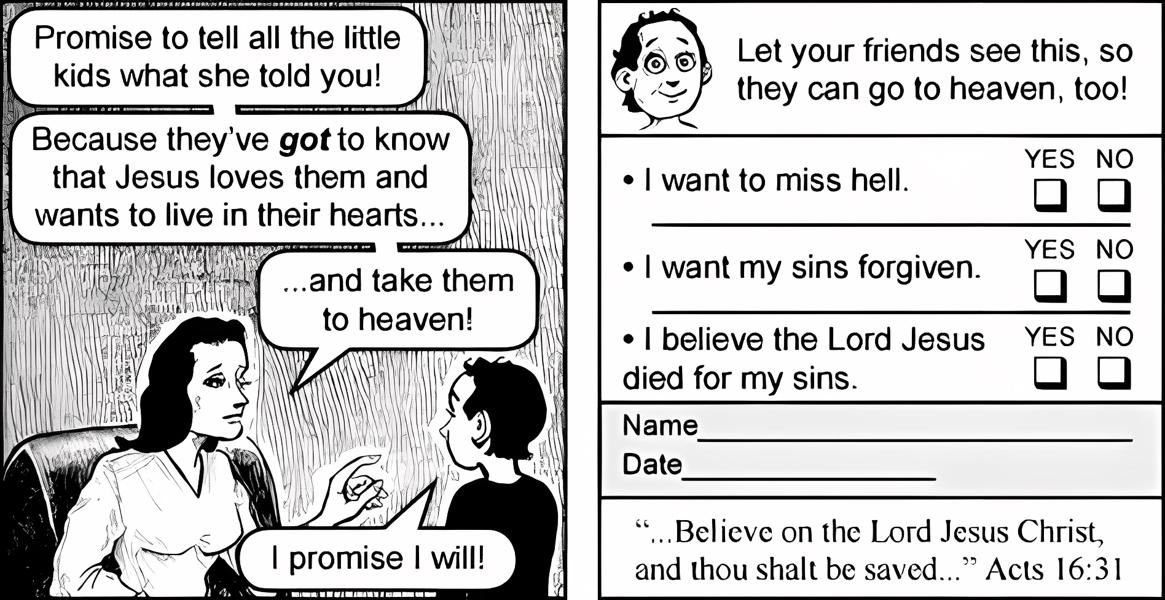 Promise to tell all the little
kids what she told you!
Because they've got to know
that Jesus loves them and
wants to live in their hearts...
...and take them
to heaven!
I promise I will!
Let your friends see this, so
they can go to heaven, too!
YES NO
• I want to miss hell.
YES NO
• I want my sins forgiven.
YES NO
• I believe the Lord Jesus
died for my sins.
Name
Date
“...Believe on the Lord Jesus Christ,
and thou shalt be saved...” Acts 16:31